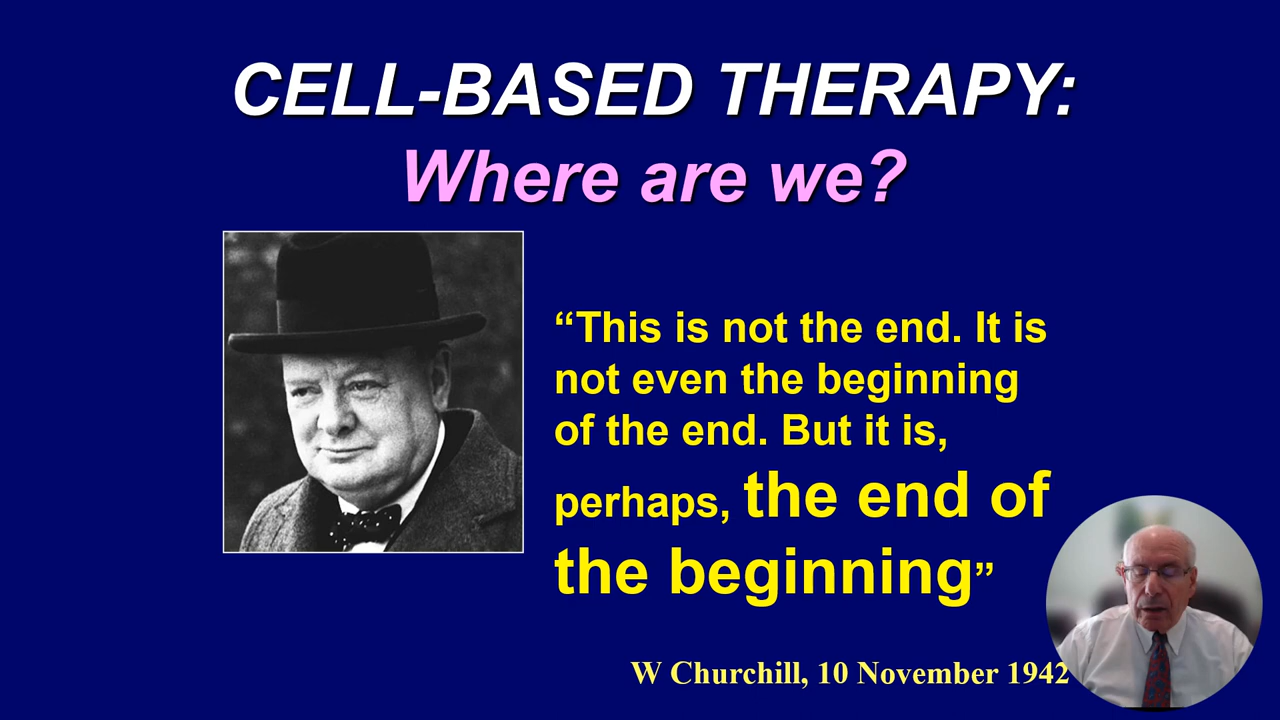 CELL-BASED THERAPY:
Where are we?
“This is not the end. It is
not even the beginning
of the end. But it is,
perhaps, the end of
the beginning”
W Churchill, 10 November 1942